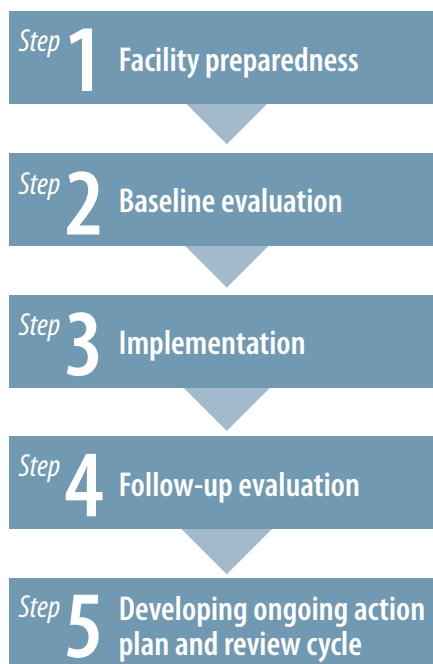 Step 1 Facility preparedness
Step 2 Baseline evaluation
Step 3 Implementation
Step 4 Follow-up evaluation
Step 5 Developing ongoing action
plan and review cycle